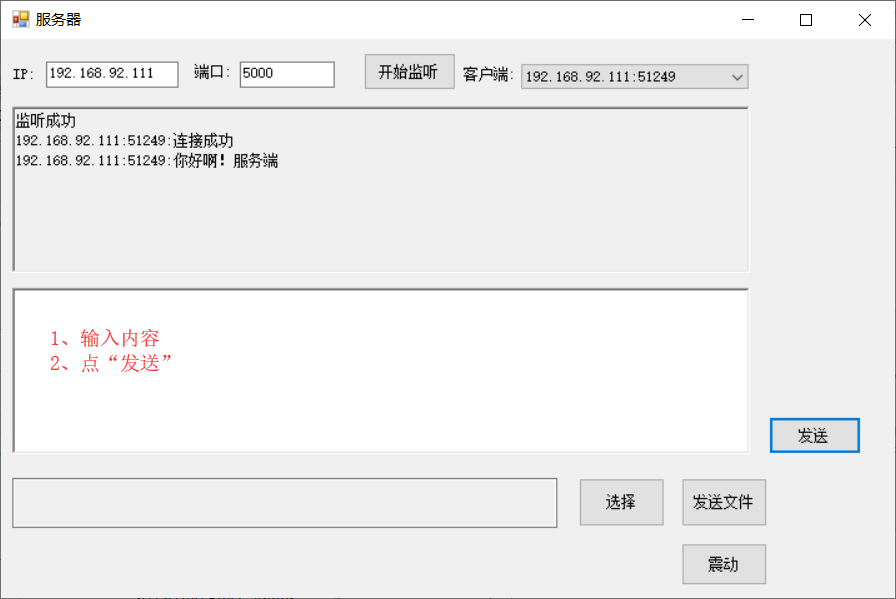 服务器
IP: 192.168.92.111 端口: 5000 开始监听 客户端: 192.168.92.111:51249
监听成功
192.168.92.111:51249:连接成功
192.168.92.111:51249:你好啊！服务端
1、输入内容
2、点“发送”
发送
选择 发送文件
震动